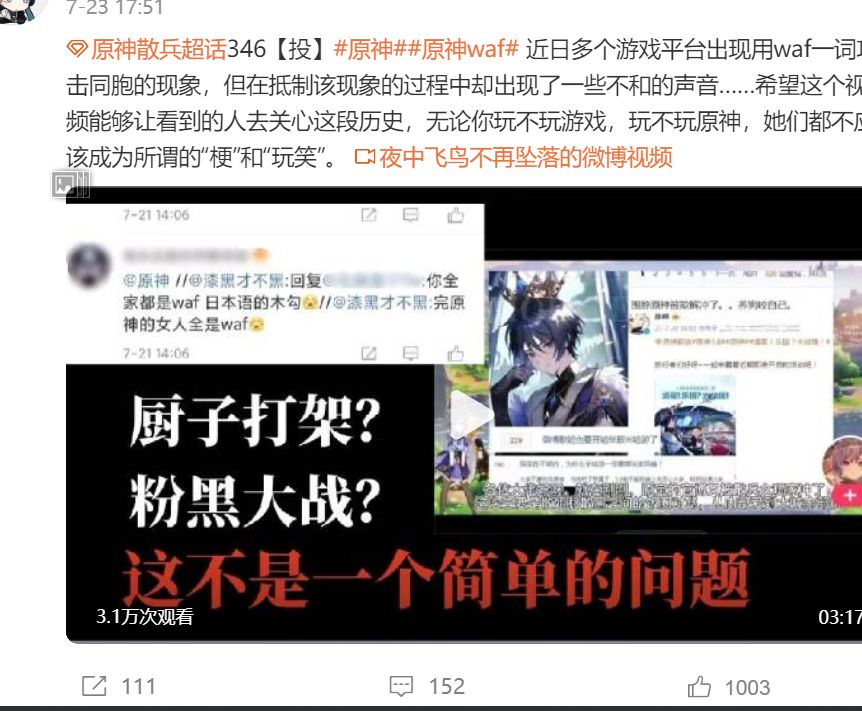 7-23 17:51
原神散兵超话346【投】#原神##原神waf# 近日多个游戏平台出现用waf一词攻
击同胞的现象，但在抵制该现象的过程中却出现了一些不和的声音......希望这个视
频能够让看到的人去关心这段历史，无论你玩不玩游戏，玩不玩原神，她们都不应
该成为所谓的“梗”和“玩笑”。 夜中飞鸟不再坠落的微博视频
7-21 14:06
@原神 //@漆黑才不黑:回复
:你全
家都是waf 日本语的木勾//@漆黑才不黑:完原
神的女人全是waf
7-21 14:06
厨子打架？
粉黑大战？
这不是一个简单的问题
229
3.1万次观看
03:17
111
152
1003